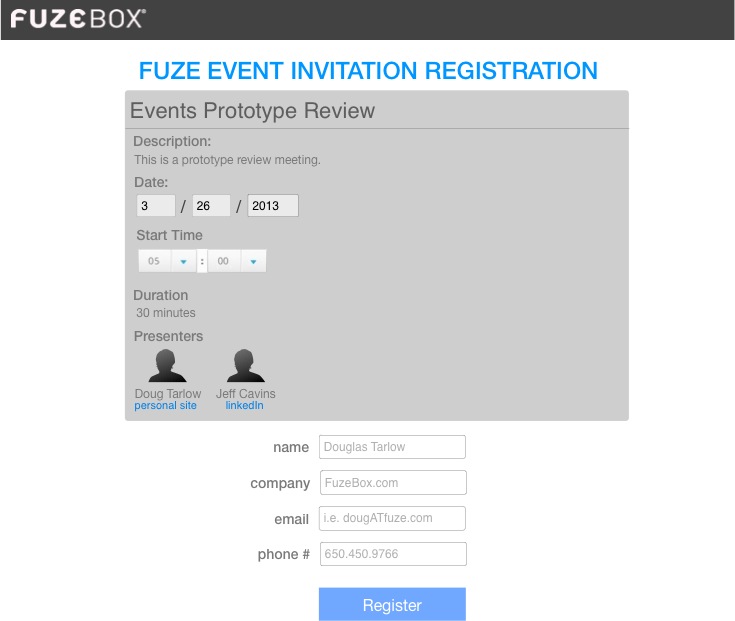 FUZEBOX®
FUZE EVENT INVITATION REGISTRATION
Events Prototype Review
Description:
This is a prototype review meeting.
Date:
3 / 26 / 2013
Start Time
05 : 00
Duration
30 minutes
Presenters
Doug Tarlow Jeff Cavins
personal site linkedIn
name Douglas Tarlow
company FuzeBox.com
email i.e. dougATfuze.com
phone # 650.450.9766
Register